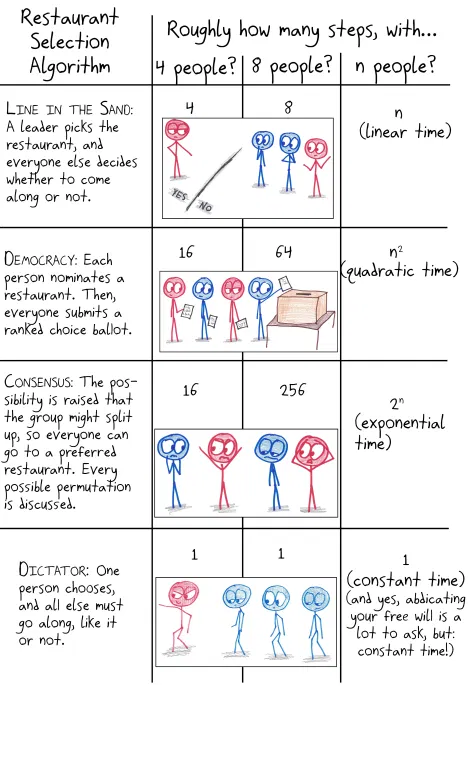 Restaurant
Selection
Algorithm
Roughly how many steps, with...
4 people?
8 people?
n people?
LINE IN THE SAND:
A leader picks the
restaurant, and
everyone else decides
whether to come
along or not.
4
8
n
(linear time)
YES
NO
DEMOCRACY: Each
person nominates a
restaurant. Then,
everyone submits a
ranked choice ballot.
16
64
n²
(quadratic time)
CONSENSUS: The pos-
sibility is raised that
the group might split
up, so everyone can
go to a preferred
restaurant. Every
possible permutation
is discussed.
16
256
2ⁿ
(exponential
time)
DICTATOR: One
person chooses,
and all else must
go along, like it
or not.
1
1
1
(constant time)
(and yes, abdicating
your free will is a
lot to ask, but:
constant time!)